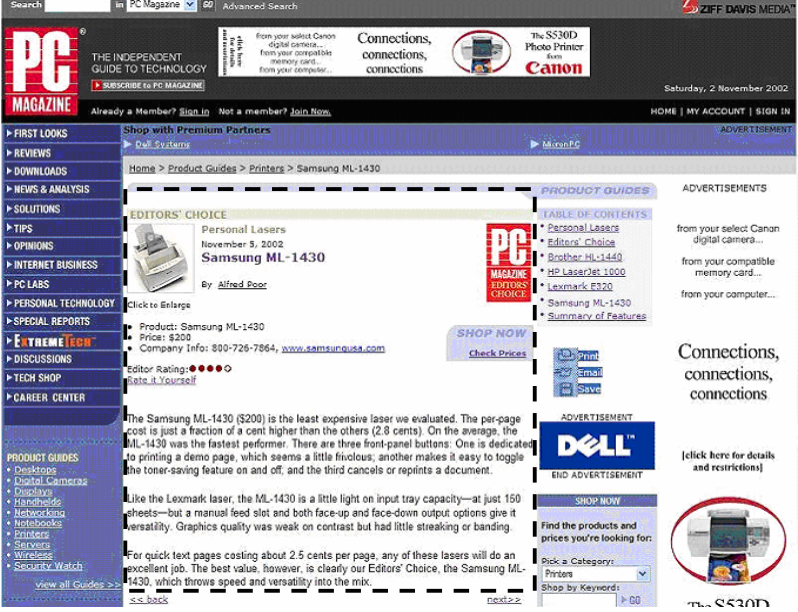 Search in PC Magazine GO Advanced Search
ZIFF DAVIS MEDIA
PC
MAGAZINE
THE INDEPENDENT
GUIDE TO TECHNOLOGY
SUBSCRIBE to PC MAGAZINE
click here
for details
and restrictions
from your select Canon
digital camera...
from your compatible
memory card...
from your computer...
Connections,
connections,
connections
The S530D
Photo Printer
from
Canon
Saturday, 2 November 2002
Already a Member? Sign in Not a member? Join Now.
HOME | MY ACCOUNT | SIGN IN
Shop with Premium Partners
ADVERTISEMENT
Dell Systems
MicronPC
FIRST LOOKS
REVIEWS
DOWNLOADS
NEWS & ANALYSIS
SOLUTIONS
TIPS
OPINIONS
INTERNET BUSINESS
PC LABS
PERSONAL TECHNOLOGY
SPECIAL REPORTS
EXTREMETECH
DISCUSSIONS
TECH SHOP
CAREER CENTER
PRODUCT GUIDES
Desktops
Digital Cameras
Displays
Handhelds
Networking
Notebooks
Printers
Servers
Wireless
Security Watch
view all Guides >>
Home > Product Guides > Printers > Samsung ML-1430
EDITORS' CHOICE
Personal Lasers
November 5, 2002
Samsung ML-1430
By Alfred Poor
Click to Enlarge
PC
MAGAZINE
EDITORS'
CHOICE
Product: Samsung ML-1430
Price: $200
Company Info: 800-726-7864, www.samsungusa.com
SHOP NOW
Check Prices
Editor Rating:
Rate it Yourself
The Samsung ML-1430 ($200) is the least expensive laser we evaluated. The per-page
cost is just a fraction of a cent higher than the others (2.8 cents). On the average, the
ML-1430 was the fastest performer. There are three front-panel buttons: One is dedicated
to printing a demo page, which seems a little frivolous; another makes it easy to toggle
the toner-saving feature on and off; and the third cancels or reprints a document.
Like the Lexmark laser, the ML-1430 is a little light on input tray capacity—at just 150
sheets—but a manual feed slot and both face-up and face-down output options give it
versatility. Graphics quality was weak on contrast but had little streaking or banding.
For quick text pages costing about 2.5 cents per page, any of these lasers will do an
excellent job. The best value, however, is clearly our Editors' Choice, the Samsung ML-
1430, which throws speed and versatility into the mix.
<< back
next>>
PRODUCT GUIDES
TABLE OF CONTENTS
Personal Lasers
Editors' Choice
Brother HL-1440
HP LaserJet 1000
Lexmark E320
Samsung ML-1430
Summary of Features
Print
Email
Save
ADVERTISEMENT
DELL
END ADVERTISEMENT
SHOP NOW
Find the products and
prices you're looking for:
Pick a Category:
Printers
Shop by Keyword:
GO
ADVERTISEMENTS
from your select Canon
digital camera...
from your compatible
memory card...
from your computer...
Connections,
connections,
connections
[click here for details
and restrictions]
The S530D